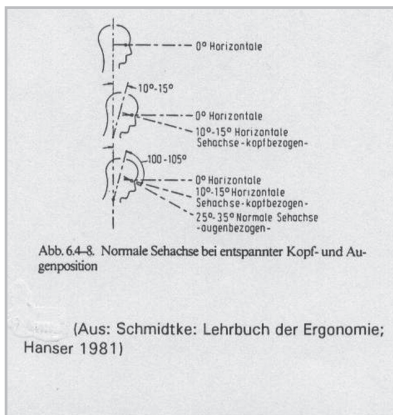 0° Horizontale
10°-15°
0° Horizontale
10°-15° Horizontale
Sehachse -kopfbezogen-
100-105°
0° Horizontale
10°-15° Horizontale
Sehachse -kopfbezogen-
25°-35° Normale Sehachse
-augenbezogen-
Abb. 6.4–8. Normale Sehachse bei entspannter Kopf- und Au-
genposition
(Aus: Schmidtke: Lehrbuch der Ergonomie;
Hanser 1981)